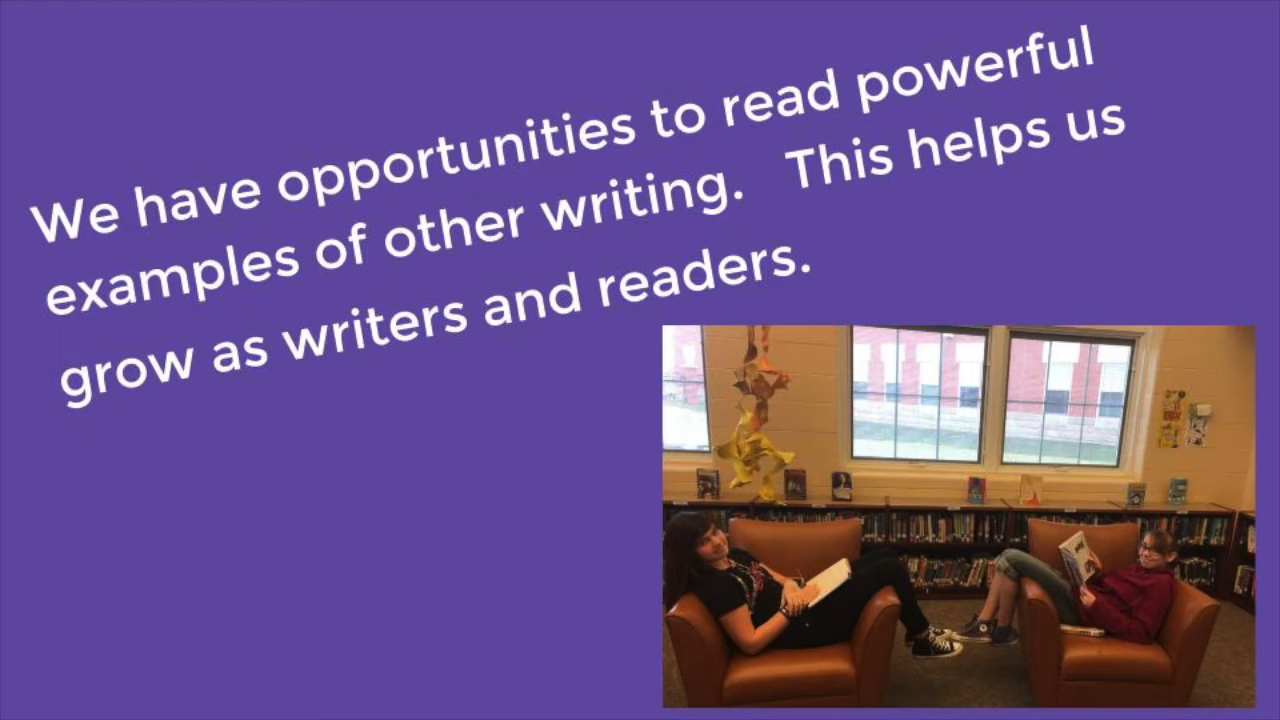 We have opportunities to read powerful
examples of other writing. This helps us
grow as writers and readers.